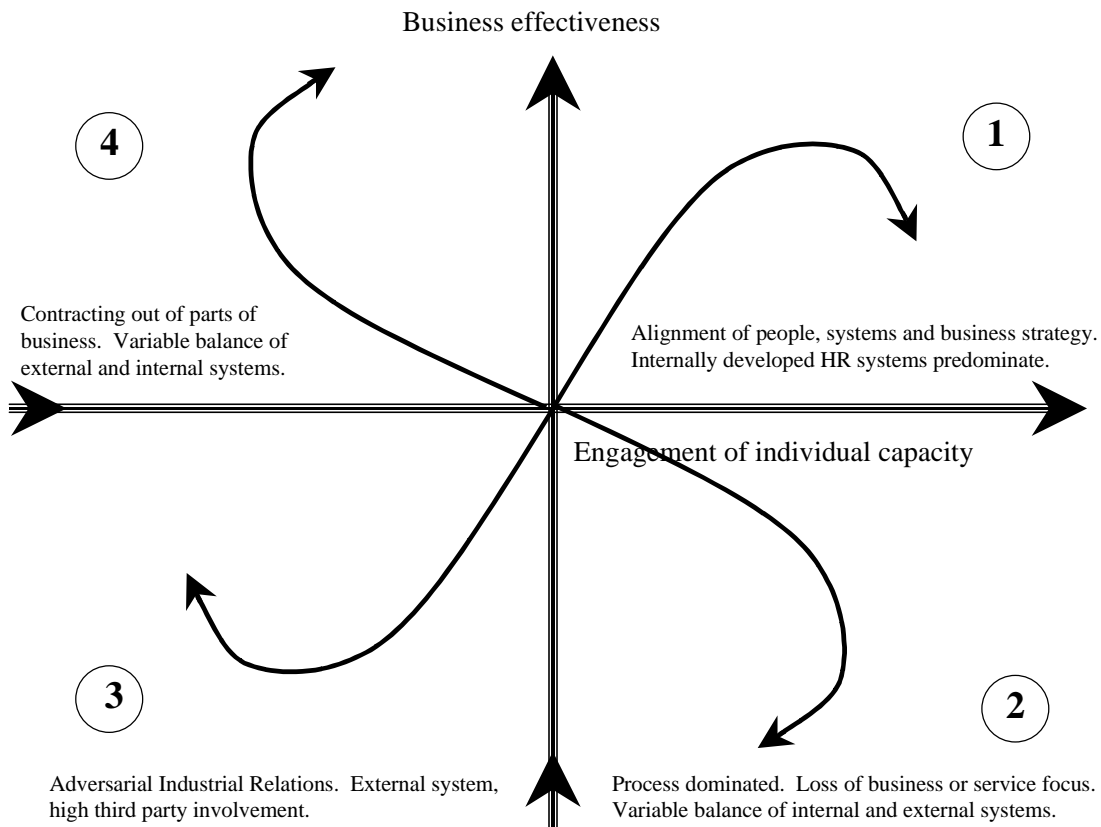 Business effectiveness
4
1
Contracting out of parts of
business.  Variable balance of
external and internal systems.
Alignment of people, systems and business strategy.
Internally developed HR systems predominate.
Engagement of individual capacity
3
2
Adversarial Industrial Relations.  External system,
high third party involvement.
Process dominated.  Loss of business or service focus.
Variable balance of internal and external systems.